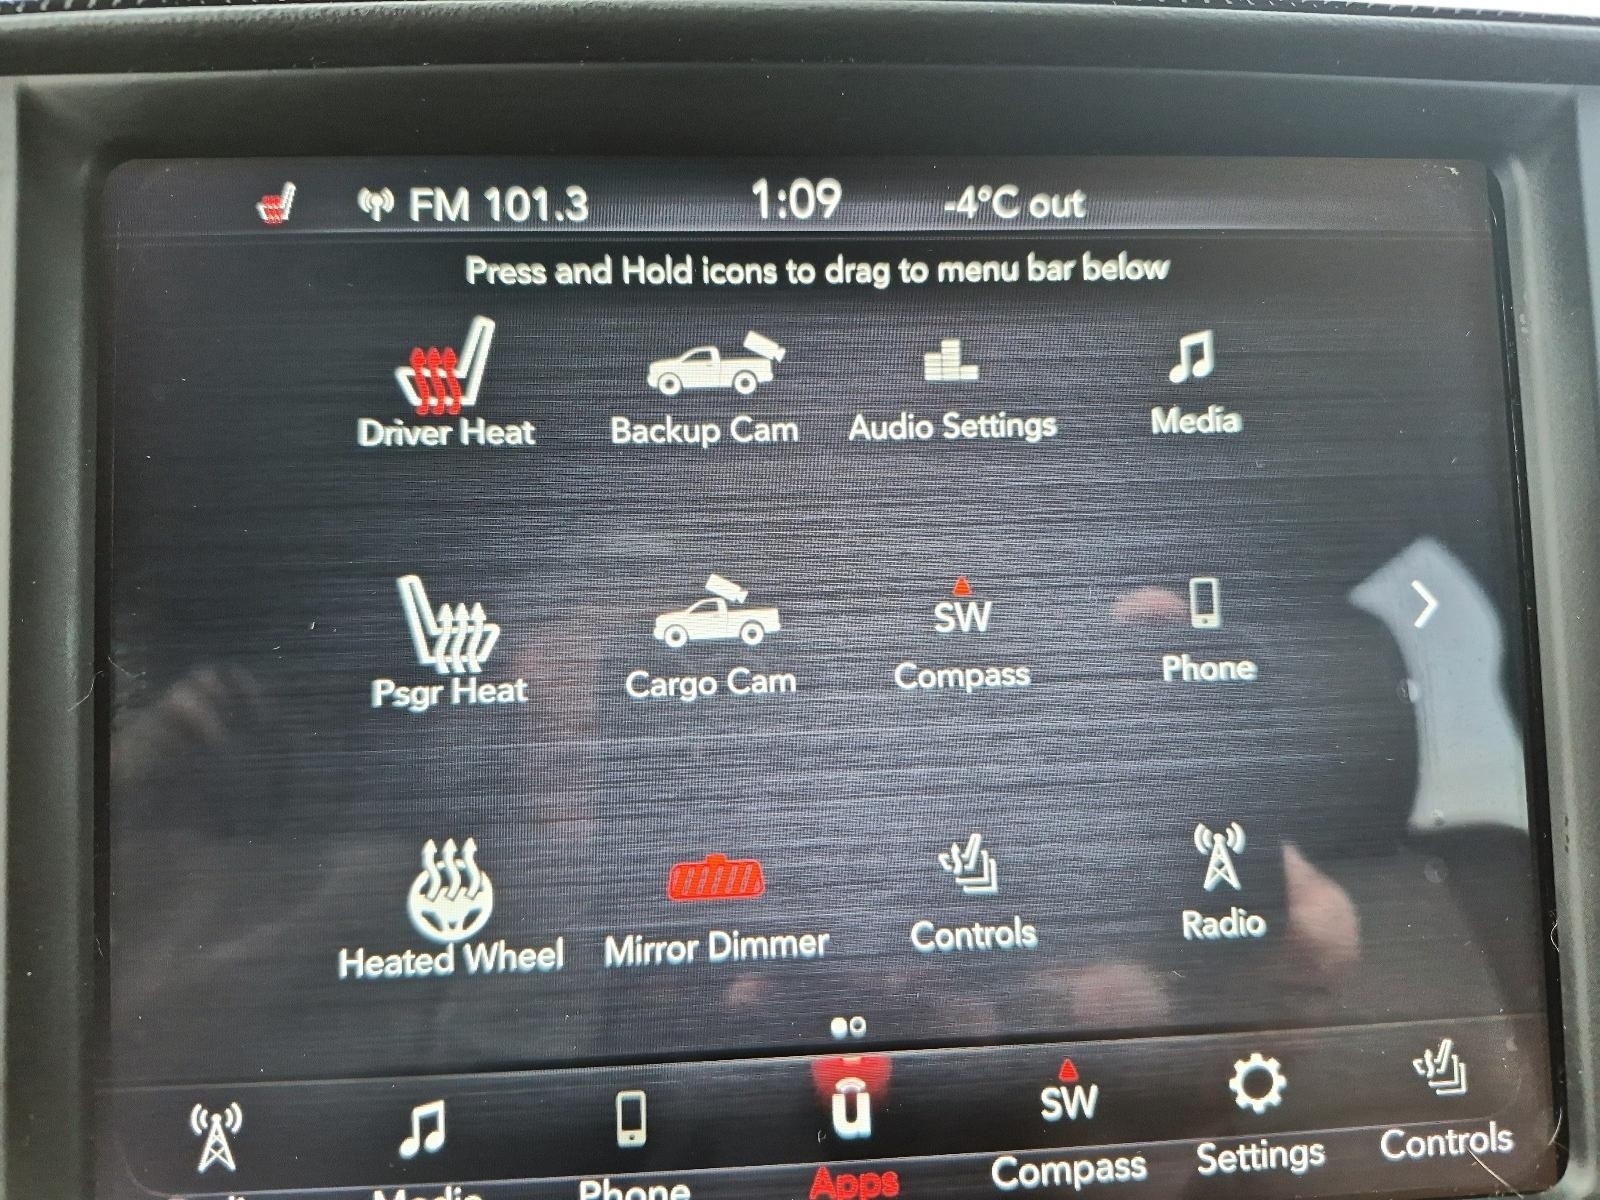 FM 101.3 1:09 -4°C out
Press and Hold icons to drag to menu bar below
Driver Heat Backup Cam Audio Settings Media
SW
Psgr Heat Cargo Cam Compass Phone
Heated Wheel Mirror Dimmer Controls Radio
SW
Media Phone Apps Compass Settings Controls